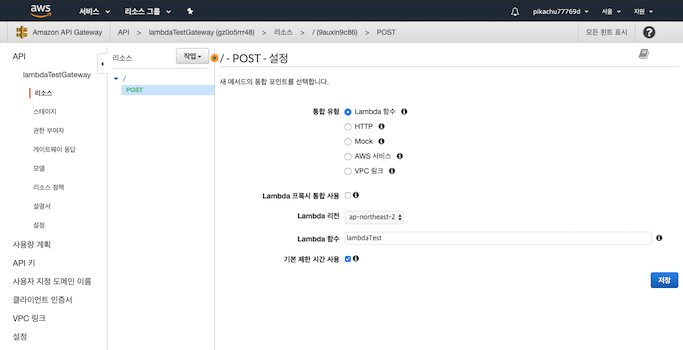 aws 서비스 리소스 그룹 pikachu77769d 서울 지원
Amazon API Gateway API > lambdaTestGateway (gz0o5rrr48) > 리소스 > / (9auxin9c86) > POST 모든 힌트 표시 ?
API
lambdaTestGateway
리소스
스테이지
권한 부여자
게이트웨이 응답
모델
리소스 정책
설명서
설정
사용량 계획
API 키
사용자 지정 도메인 이름
클라이언트 인증서
VPC 링크
설정
리소스 작업
/
POST
/ - POST - 설정
새 메서드의 통합 포인트를 선택합니다.
통합 유형 Lambda 함수
HTTP
Mock
AWS 서비스
VPC 링크
Lambda 프록시 통합 사용
Lambda 리전 ap-northeast-2
Lambda 함수 lambdaTest
기본 제한 시간 사용
저장